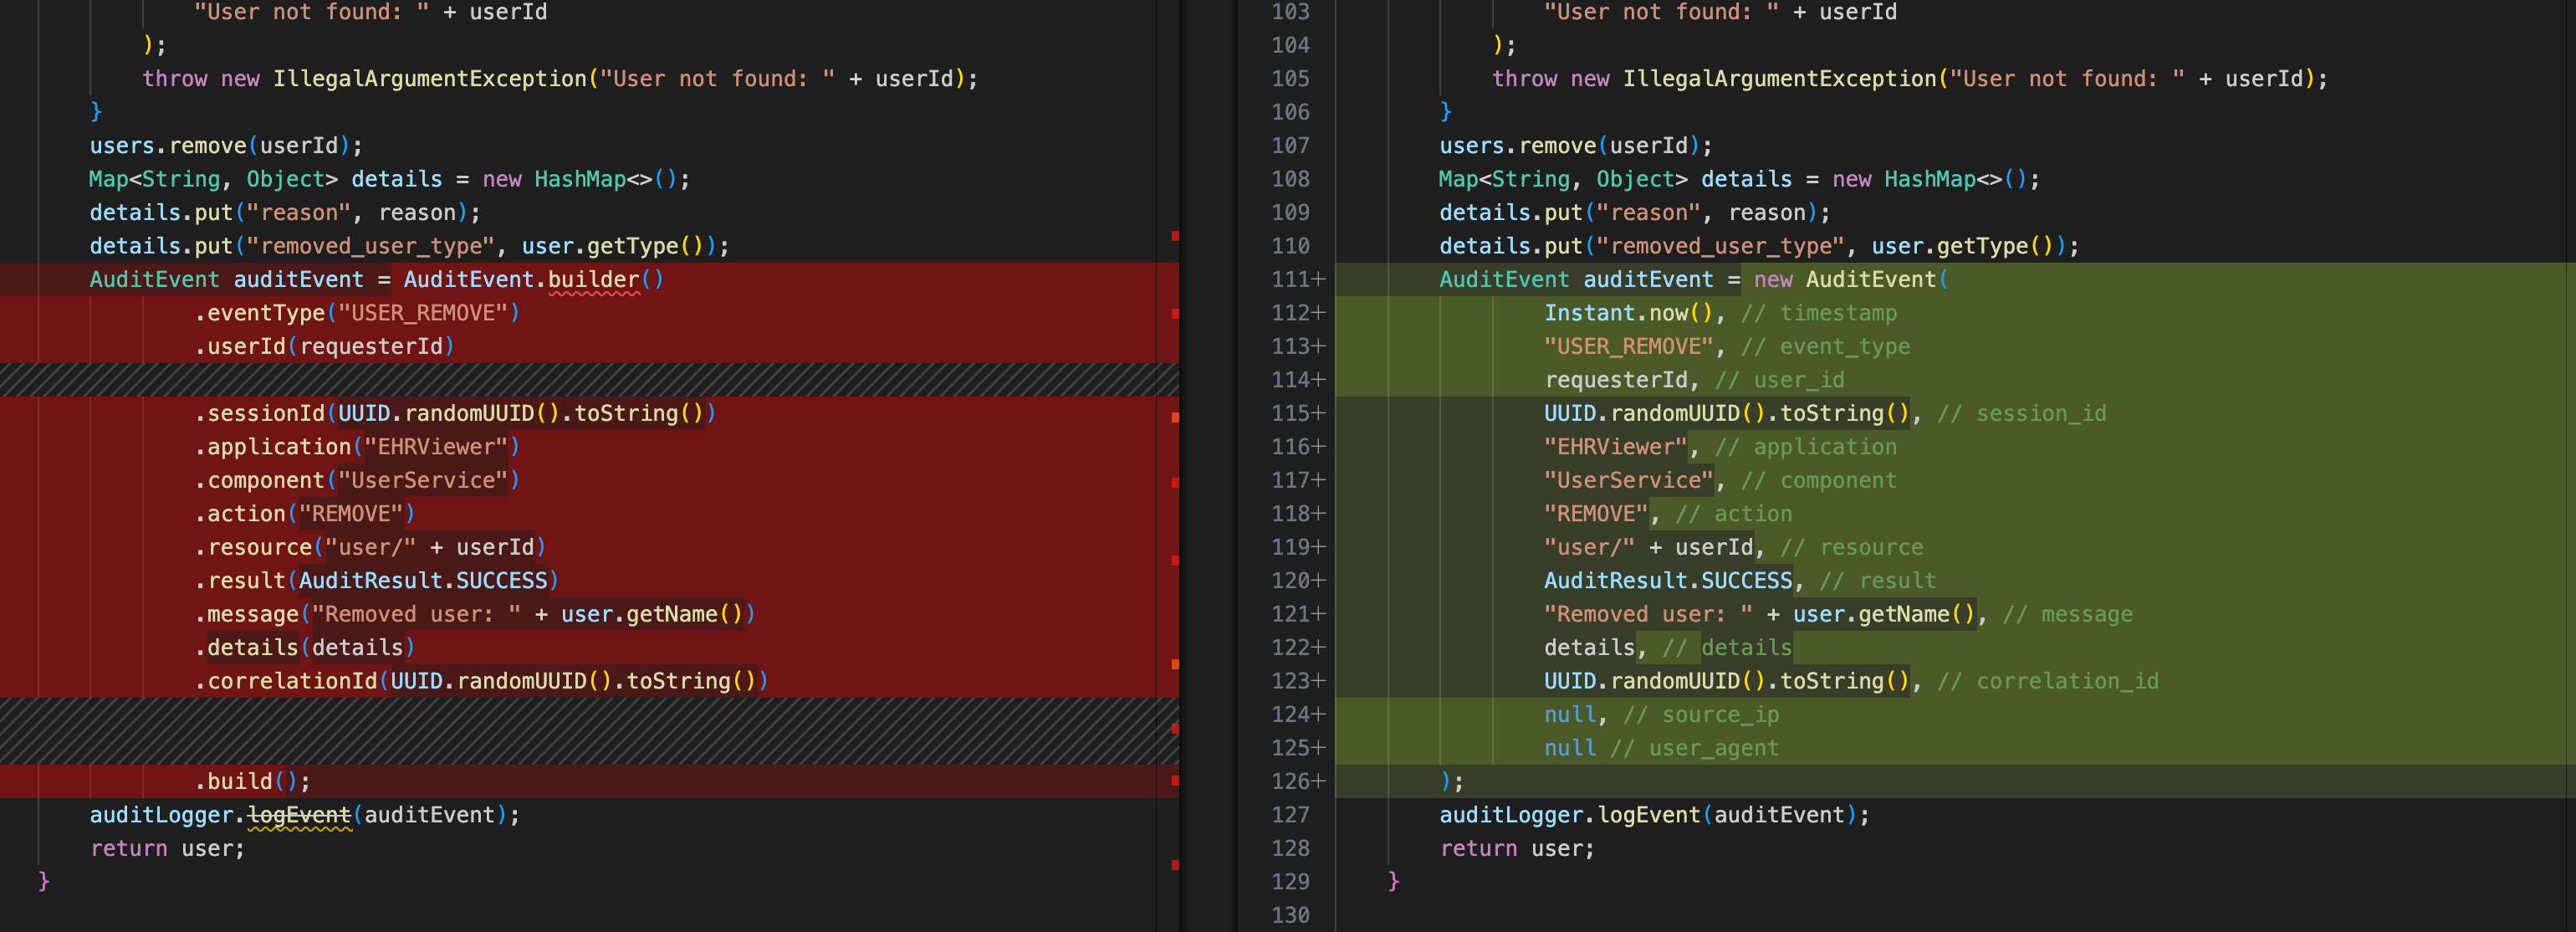 "User not found: " + userId
);
throw new IllegalArgumentException("User not found: " + userId);
}
users.remove(userId);
Map<String, Object> details = new HashMap<>();
details.put("reason", reason);
details.put("removed_user_type", user.getType());
AuditEvent auditEvent = AuditEvent.builder()
.eventType("USER_REMOVE")
.userId(requesterId)
.sessionId(UUID.randomUUID().toString())
.application("EHRViewer")
.component("UserService")
.action("REMOVE")
.resource("user/" + userId)
.result(AuditResult.SUCCESS)
.message("Removed user: " + user.getName())
.details(details)
.correlationId(UUID.randomUUID().toString())
.build();
auditLogger.logEvent(auditEvent);
return user;
}
103 "User not found: " + userId
104 );
105 throw new IllegalArgumentException("User not found: " + userId);
106 }
107 users.remove(userId);
108 Map<String, Object> details = new HashMap<>();
109 details.put("reason", reason);
110 details.put("removed_user_type", user.getType());
111+ AuditEvent auditEvent = new AuditEvent(
112+ Instant.now(), // timestamp
113+ "USER_REMOVE", // event_type
114+ requesterId, // user_id
115+ UUID.randomUUID().toString(), // session_id
116+ "EHRViewer", // application
117+ "UserService", // component
118+ "REMOVE", // action
119+ "user/" + userId, // resource
120+ AuditResult.SUCCESS, // result
121+ "Removed user: " + user.getName(), // message
122+ details, // details
123+ UUID.randomUUID().toString(), // correlation_id
124+ null, // source_ip
125+ null // user_agent
126+ );
127 auditLogger.logEvent(auditEvent);
128 return user;
129 }
130